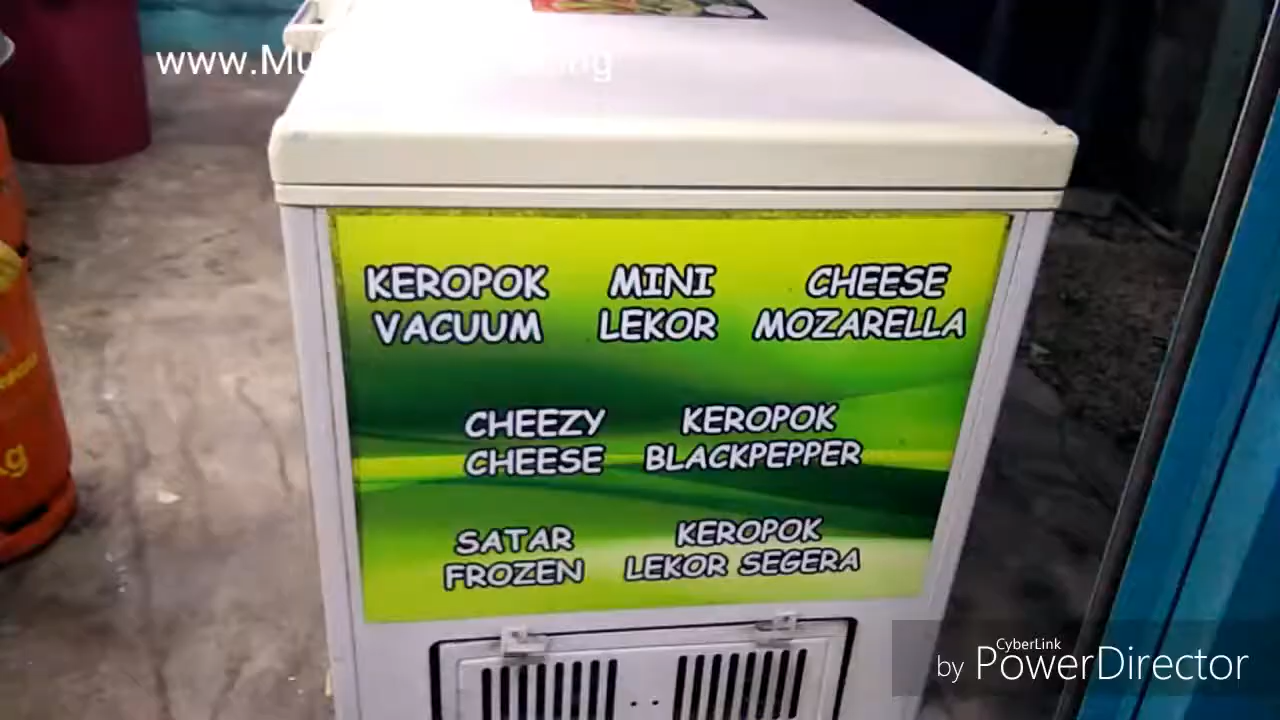 KEROPOK VACUUM
MINI LEKOR
CHEESE MOZARELLA
CHEEZY CHEESE
KEROPOK BLACKPEPPER
SATAR FROZEN
KEROPOK LEKOR SEGERA
CyberLink
by PowerDirector